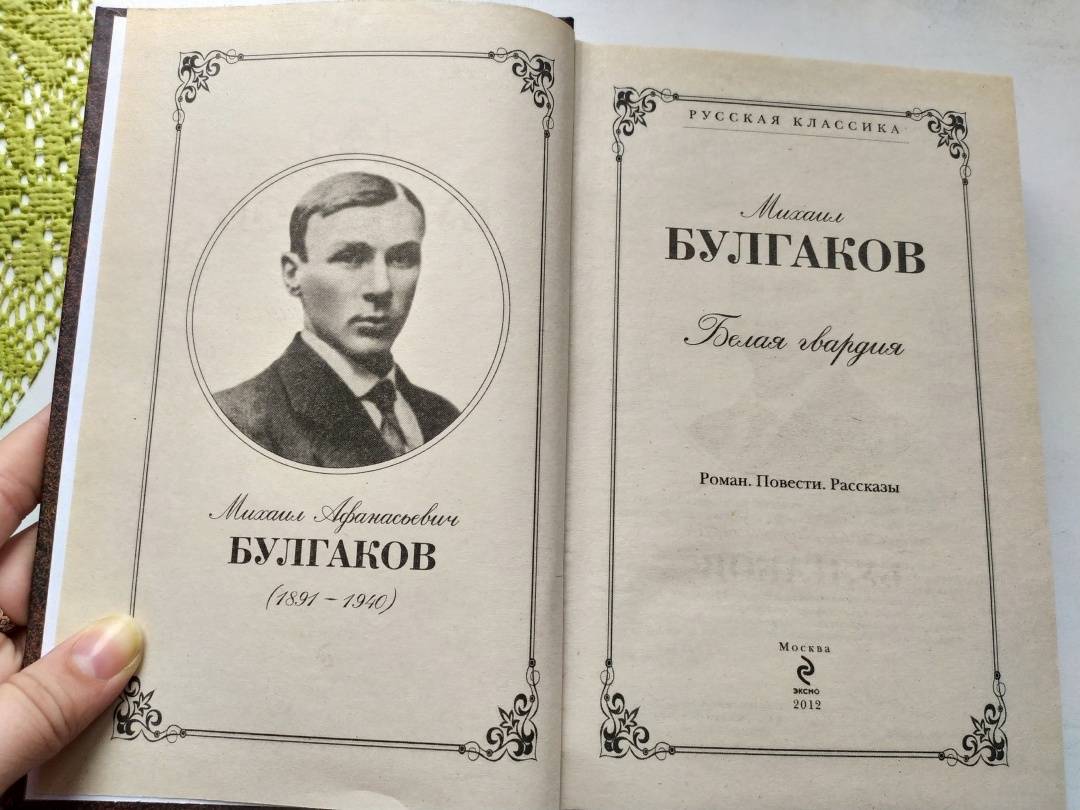 Михаил Афанасьевич
БУЛГАКОВ
(1891 – 1940)
РУССКАЯ КЛАССИКА
Михаил
БУЛГАКОВ
Белая гвардия
Роман. Повести. Рассказы
Москва
ЭКСМО
2012